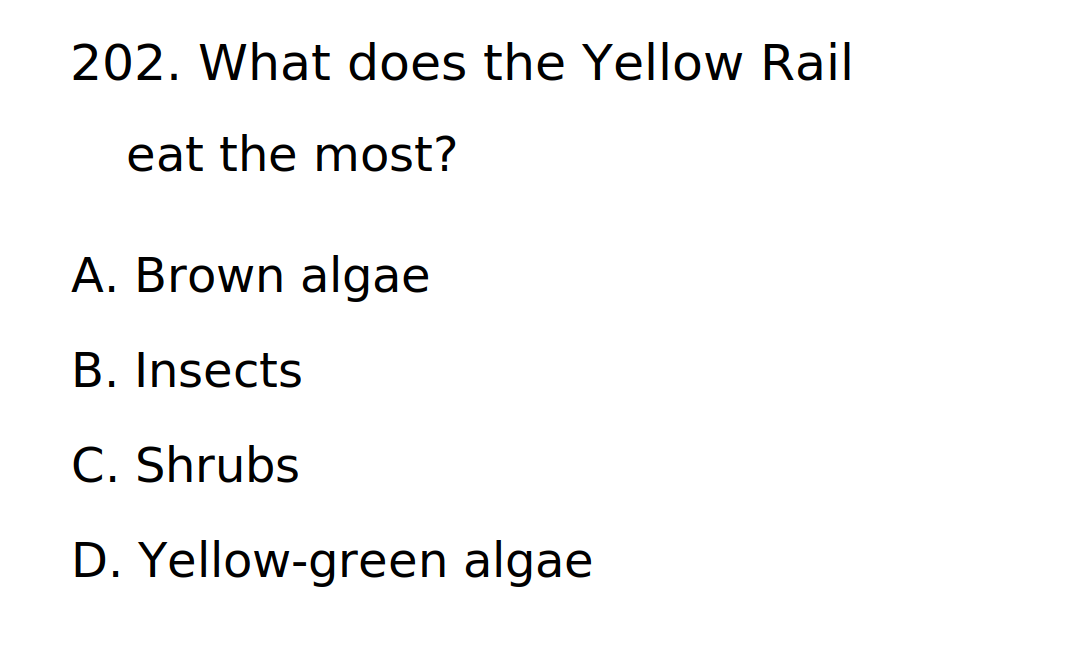 202. What does the Yellow Rail
eat the most?
A. Brown algae
B. Insects
C. Shrubs
D. Yellow-green algae